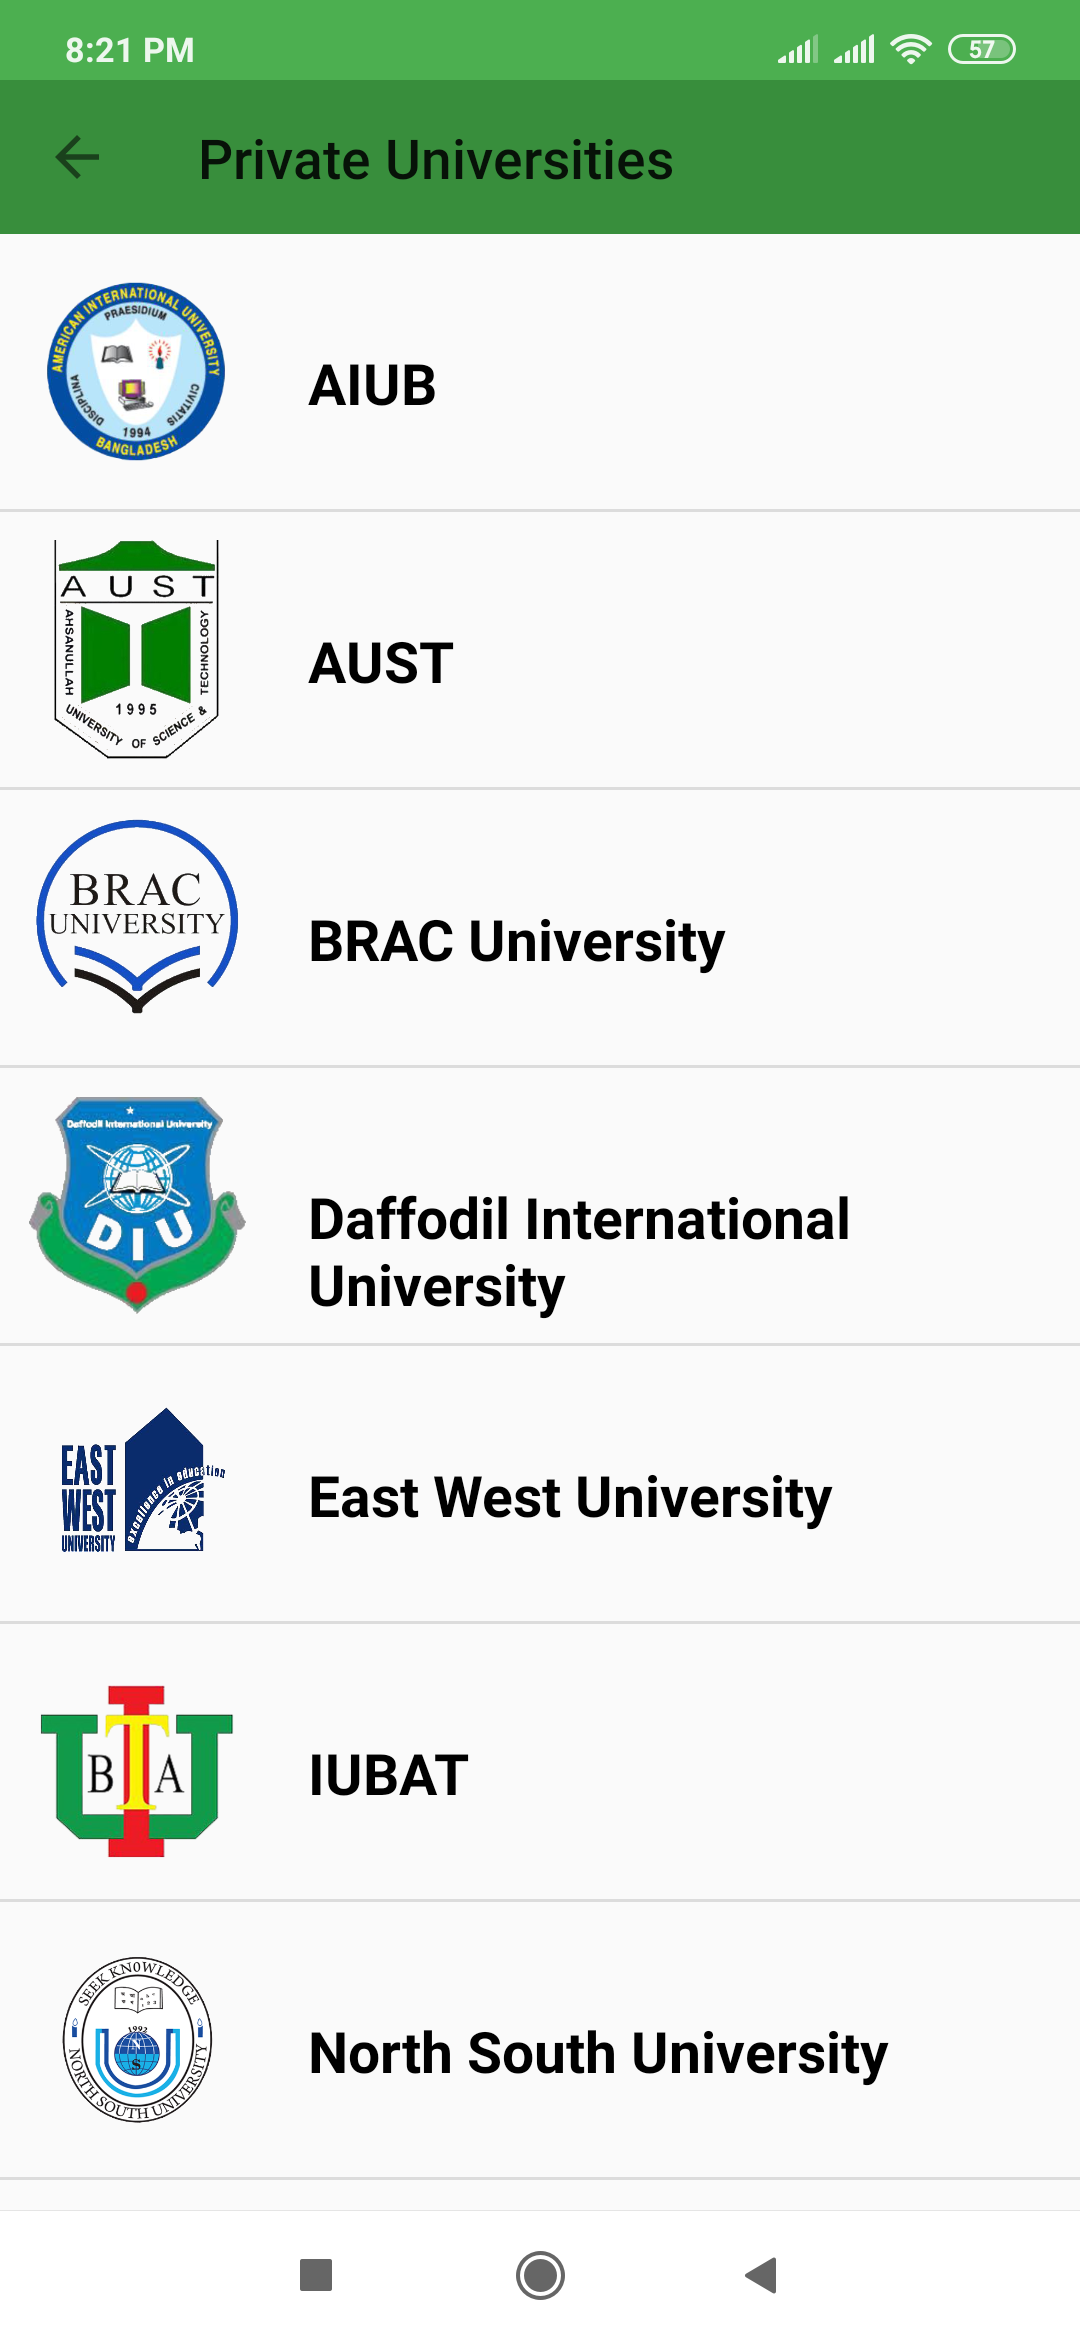 8:21 PM
57
Private Universities
AMERICAN INTERNATIONAL UNIVERSITY
PRAESIDIUM
DISCIPLINA
CIVITATIS
1994
BANGLADESH
AIUB
AUST
AHSANULLAH
TECHNOLOGY
1995
UNIVERSITY OF SCIENCE &
AUST
BRAC
UNIVERSITY
BRAC University
Daffodil International University
DIU
Daffodil International
University
EAST
WEST
UNIVERSITY
excellence in education
East West University
B T A
IUBAT
SEEK KNOWLEDGE
1992
N
S
NORTH SOUTH UNIVERSITY
North South University